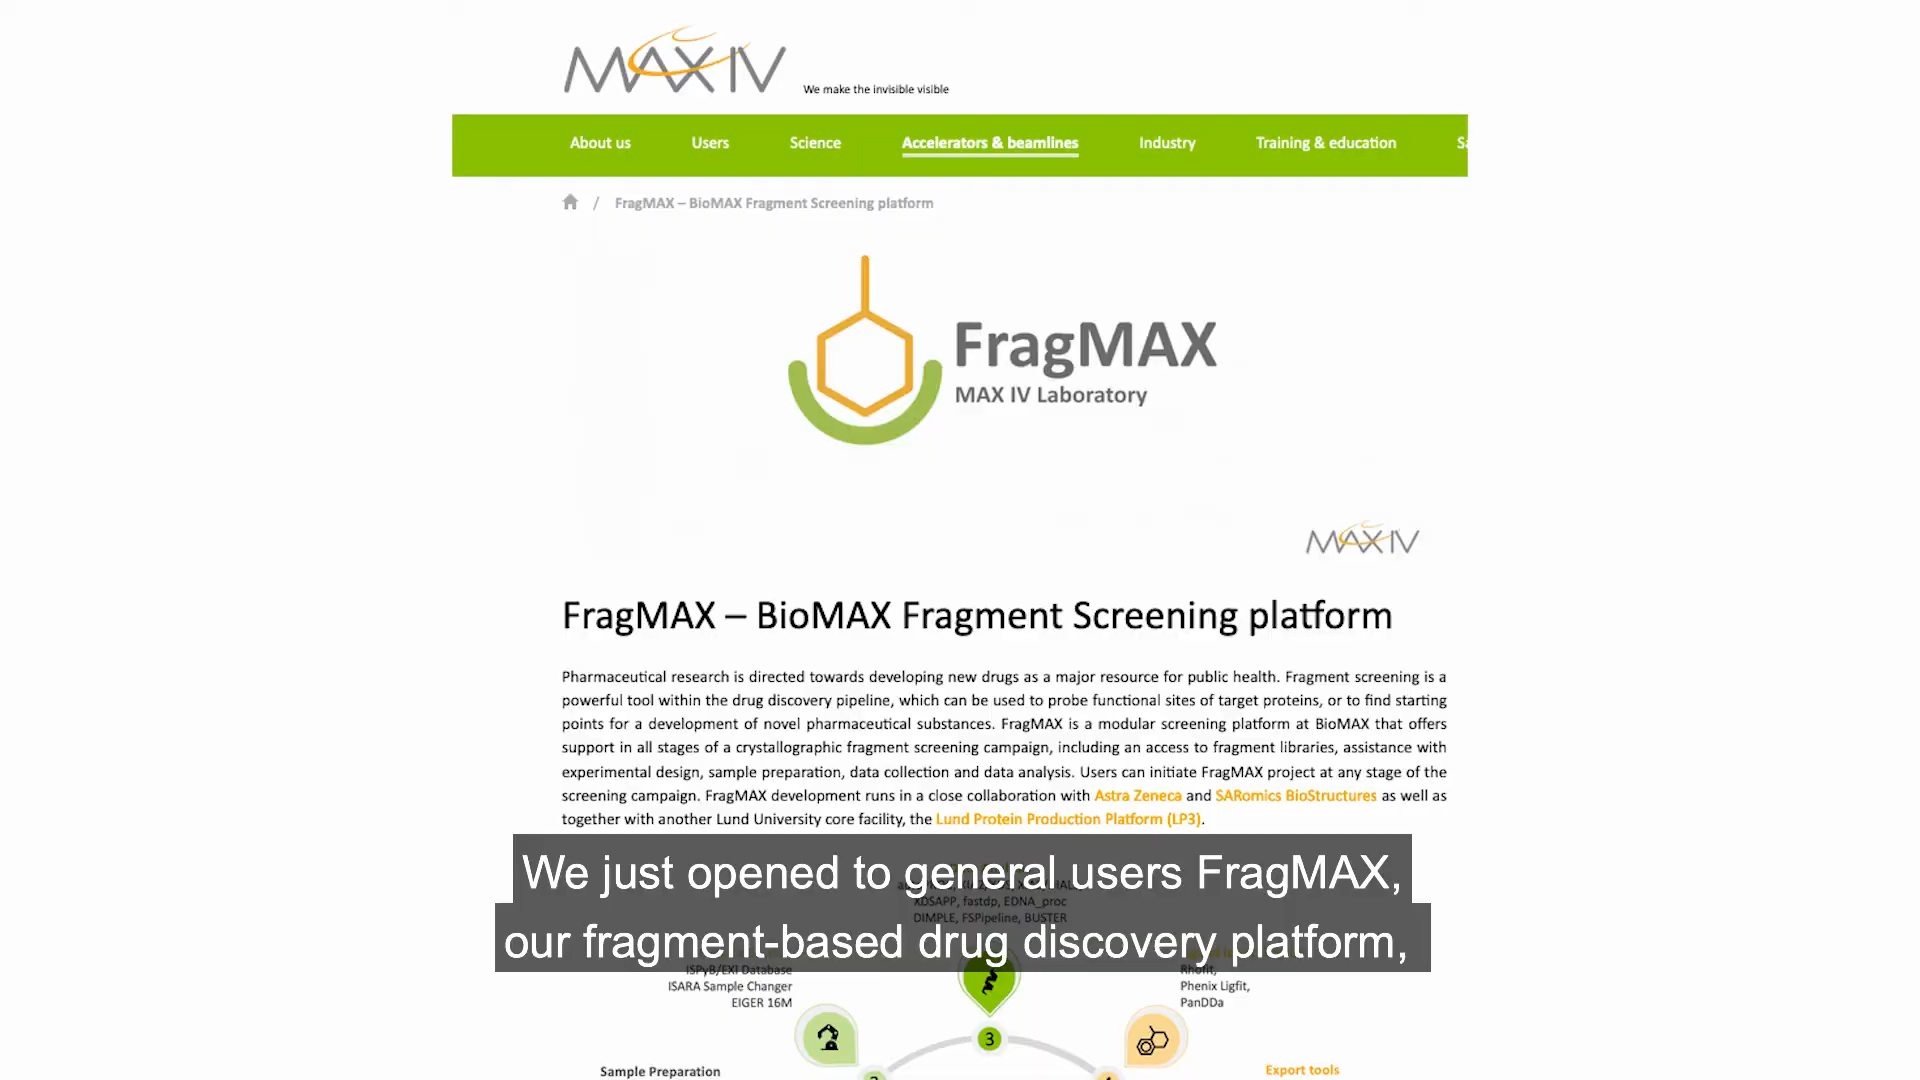 MAX IV
We make the invisible visible
About us Users Science Accelerators & beamlines Industry Training & education
/ FragMAX – BioMAX Fragment Screening platform
FragMAX
MAX IV Laboratory
MAX IV
FragMAX – BioMAX Fragment Screening platform
Pharmaceutical research is directed towards developing new drugs as a major resource for public health. Fragment screening is a
powerful tool within the drug discovery pipeline, which can be used to probe functional sites of target proteins, or to find starting
points for a development of novel pharmaceutical substances. FragMAX is a modular screening platform at BioMAX that offers
support in all stages of a crystallographic fragment screening campaign, including an access to fragment libraries, assistance with
experimental design, sample preparation, data collection and data analysis. Users can initiate FragMAX project at any stage of the
screening campaign. FragMAX development runs in a close collaboration with Astra Zeneca and SARomics BioStructures as well as
together with another Lund University core facility, the Lund Protein Production Platform (LP3).
We just opened to general users FragMAX,
our fragment-based drug discovery platform,
XDSAPP, fastdp, EDNA_proc
DIMPLE, FSPipeline, BUSTER
ISPyB/EXI Database
ISARA Sample Changer
EIGER 16M
Rhofit,
Phenix Ligfit,
PanDDa
3
Sample Preparation
Export tools